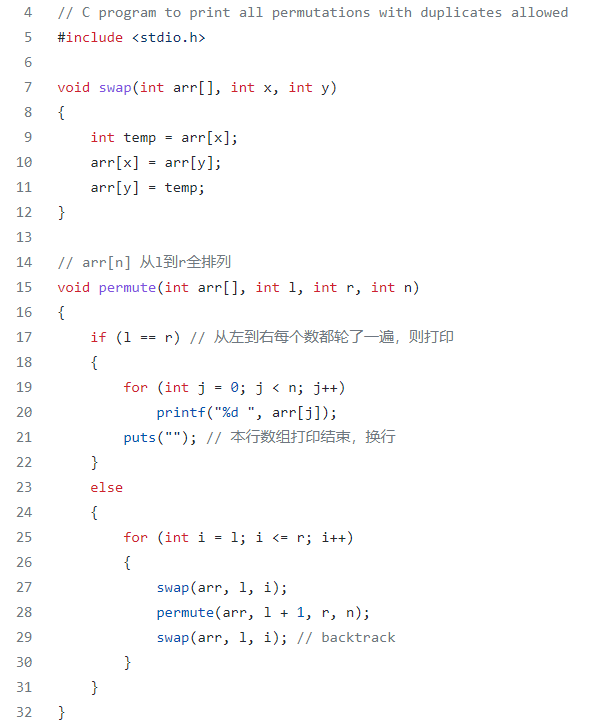 4 // C program to print all permutations with duplicates allowed
5 #include <stdio.h>
6
7 void swap(int arr[], int x, int y)
8 {
9     int temp = arr[x];
10     arr[x] = arr[y];
11     arr[y] = temp;
12 }
13
14 // arr[n] 从l到r全排列
15 void permute(int arr[], int l, int r, int n)
16 {
17     if (l == r) // 从左到右每个数都轮了一遍，则打印
18     {
19         for (int j = 0; j < n; j++)
20             printf("%d ", arr[j]);
21         puts(""); // 本行数组打印结束，换行
22     }
23     else
24     {
25         for (int i = l; i <= r; i++)
26         {
27             swap(arr, l, i);
28             permute(arr, l + 1, r, n);
29             swap(arr, l, i); // backtrack
30         }
31     }
32 }